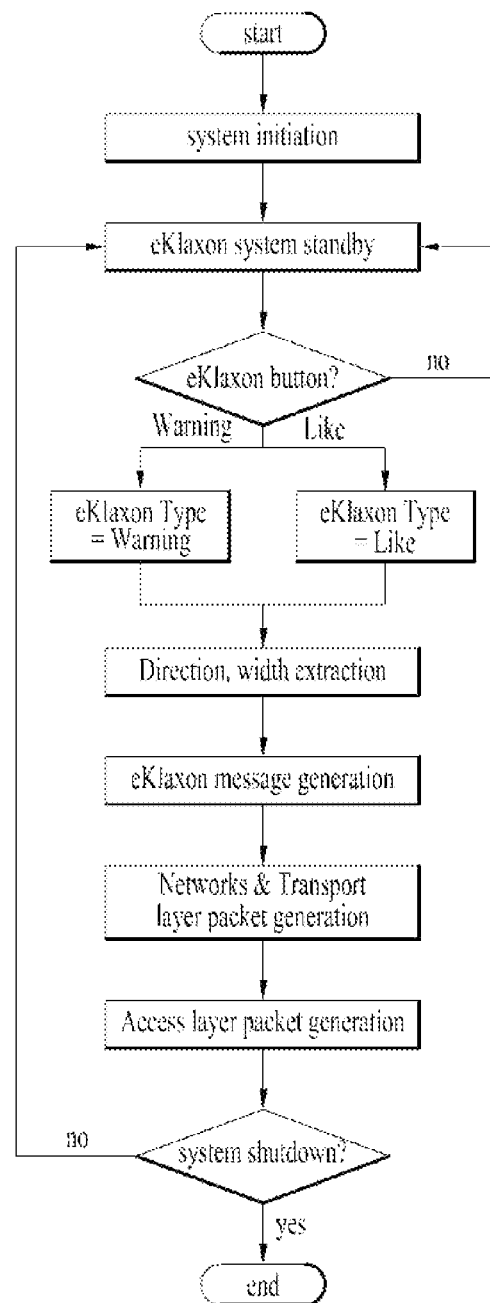 start
system initiation
eKlaxon system standby
eKlaxon button?
no
Warning
Like
eKlaxon Type
= Warning
eKlaxon Type
= Like
Direction, width extraction
eKlaxon message generation
Networks & Transport
layer packet generation
Access layer packet generation
no
system shutdown?
yes
end